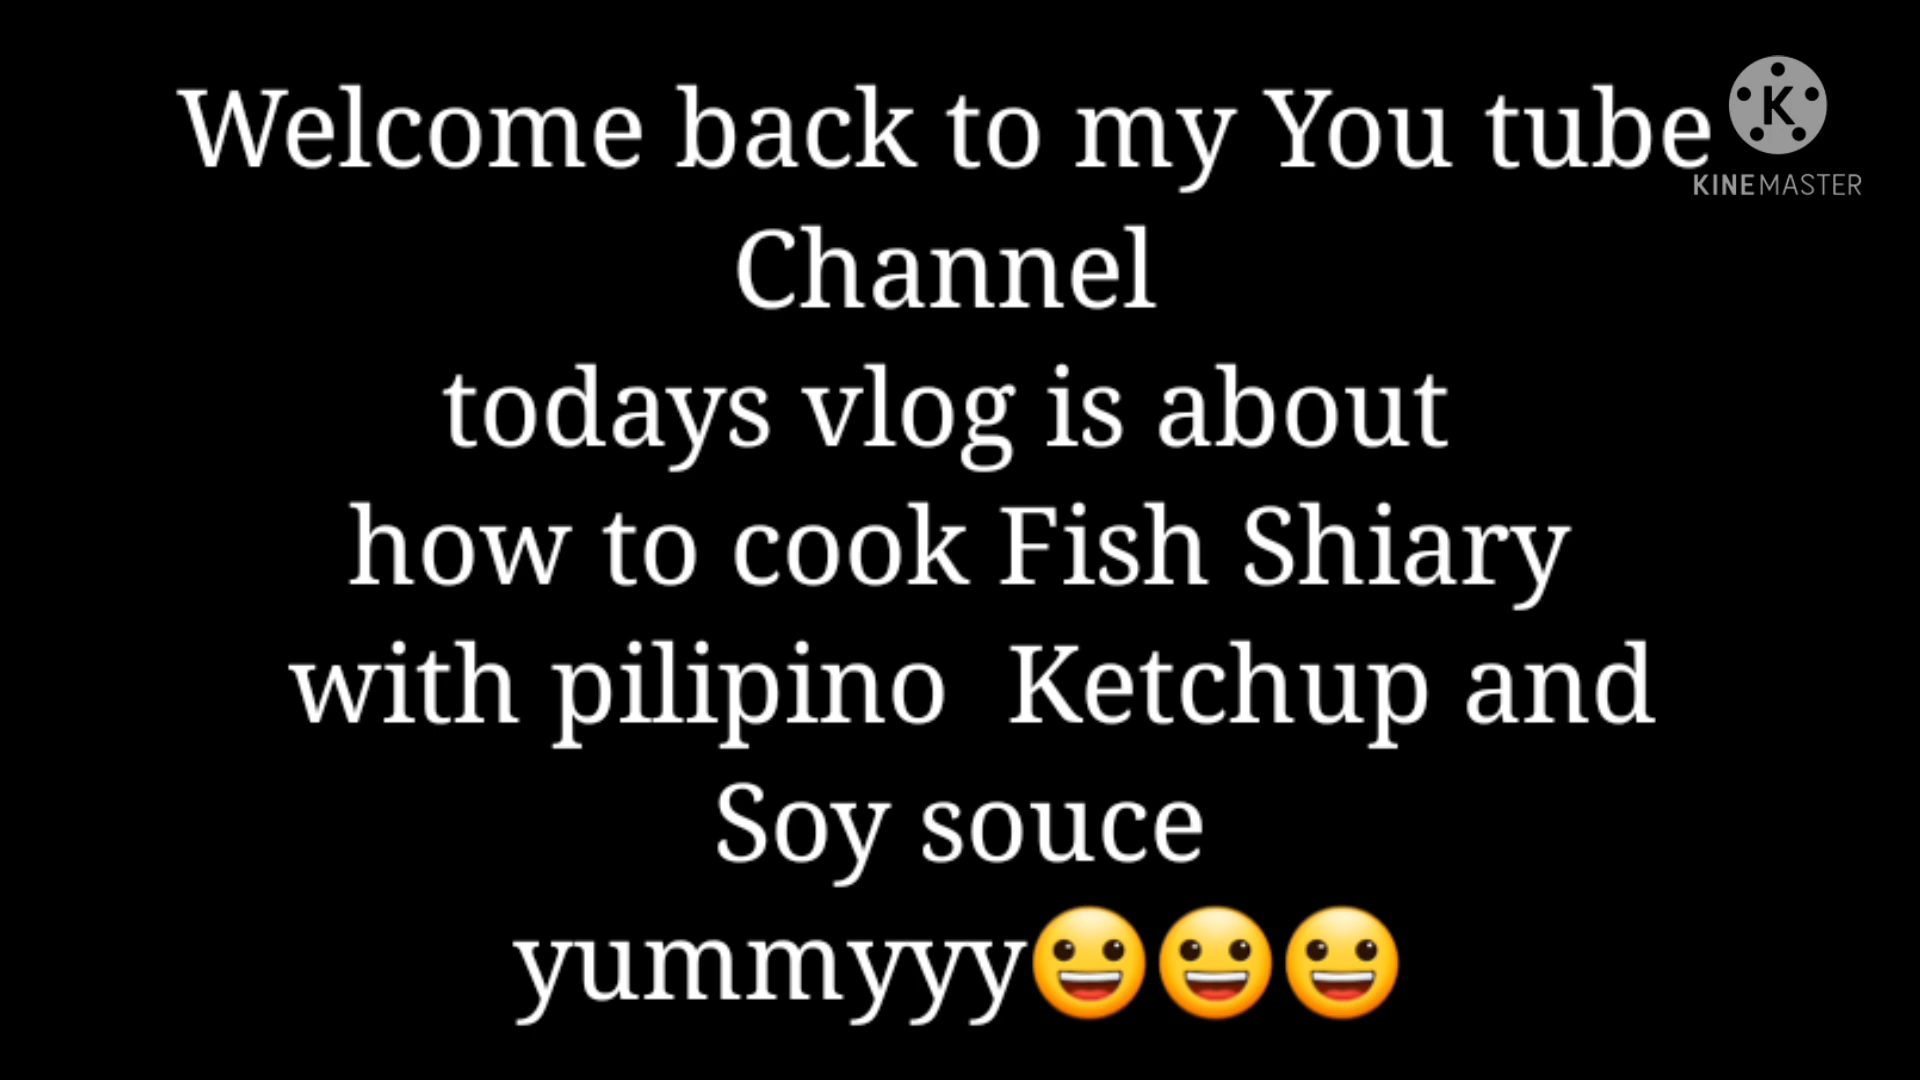 Welcome back to my You tube
Channel
todays vlog is about
how to cook Fish Shiary
with pilipino  Ketchup and
Soy souce
yummyyy😀😀😀
K
KINEMASTER